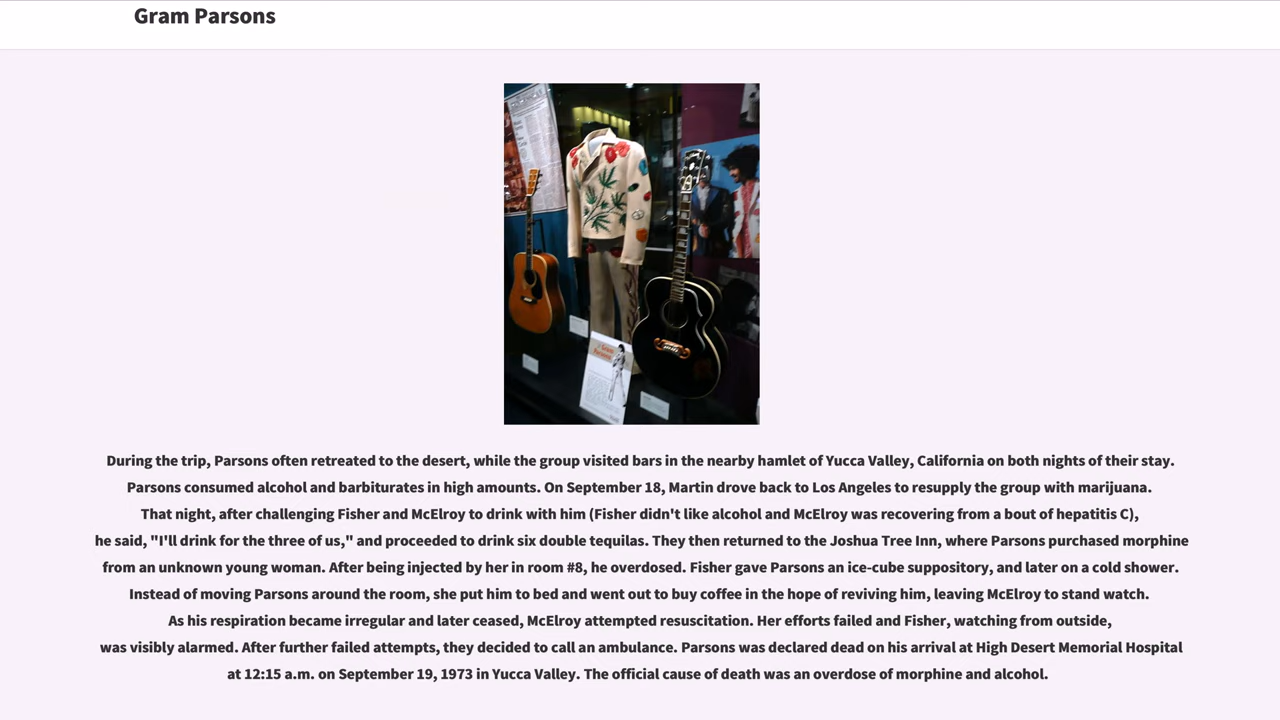 Gram Parsons
Gram
Parsons
During the trip, Parsons often retreated to the desert, while the group visited bars in the nearby hamlet of Yucca Valley, California on both nights of their stay.
Parsons consumed alcohol and barbiturates in high amounts. On September 18, Martin drove back to Los Angeles to resupply the group with marijuana.
That night, after challenging Fisher and McElroy to drink with him (Fisher didn't like alcohol and McElroy was recovering from a bout of hepatitis C),
he said, "I'll drink for the three of us," and proceeded to drink six double tequilas. They then returned to the Joshua Tree Inn, where Parsons purchased morphine
from an unknown young woman. After being injected by her in room #8, he overdosed. Fisher gave Parsons an ice-cube suppository, and later on a cold shower.
Instead of moving Parsons around the room, she put him to bed and went out to buy coffee in the hope of reviving him, leaving McElroy to stand watch.
As his respiration became irregular and later ceased, McElroy attempted resuscitation. Her efforts failed and Fisher, watching from outside,
was visibly alarmed. After further failed attempts, they decided to call an ambulance. Parsons was declared dead on his arrival at High Desert Memorial Hospital
at 12:15 a.m. on September 19, 1973 in Yucca Valley. The official cause of death was an overdose of morphine and alcohol.